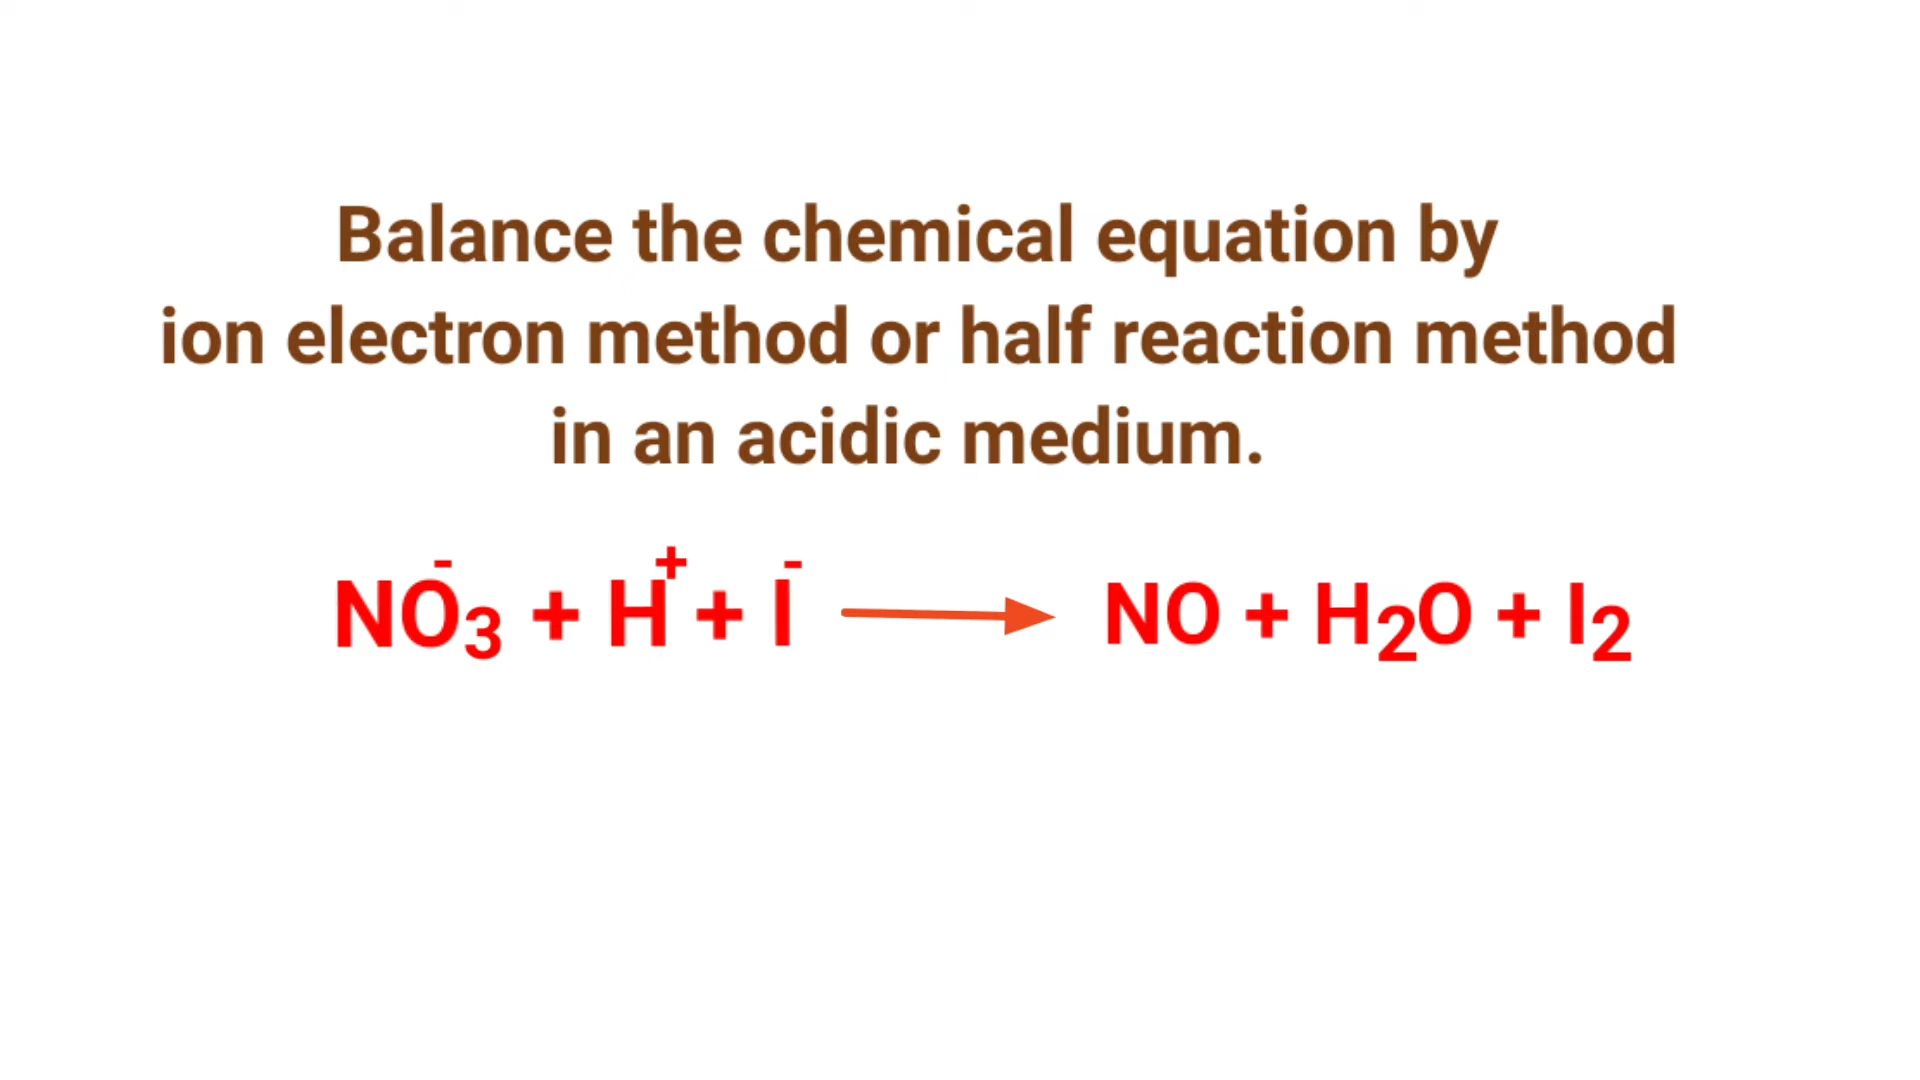 Balance the chemical equation by
ion electron method or half reaction method
in an acidic medium.
NO₃⁻ + H⁺ + I⁻ → NO + H₂O + I₂